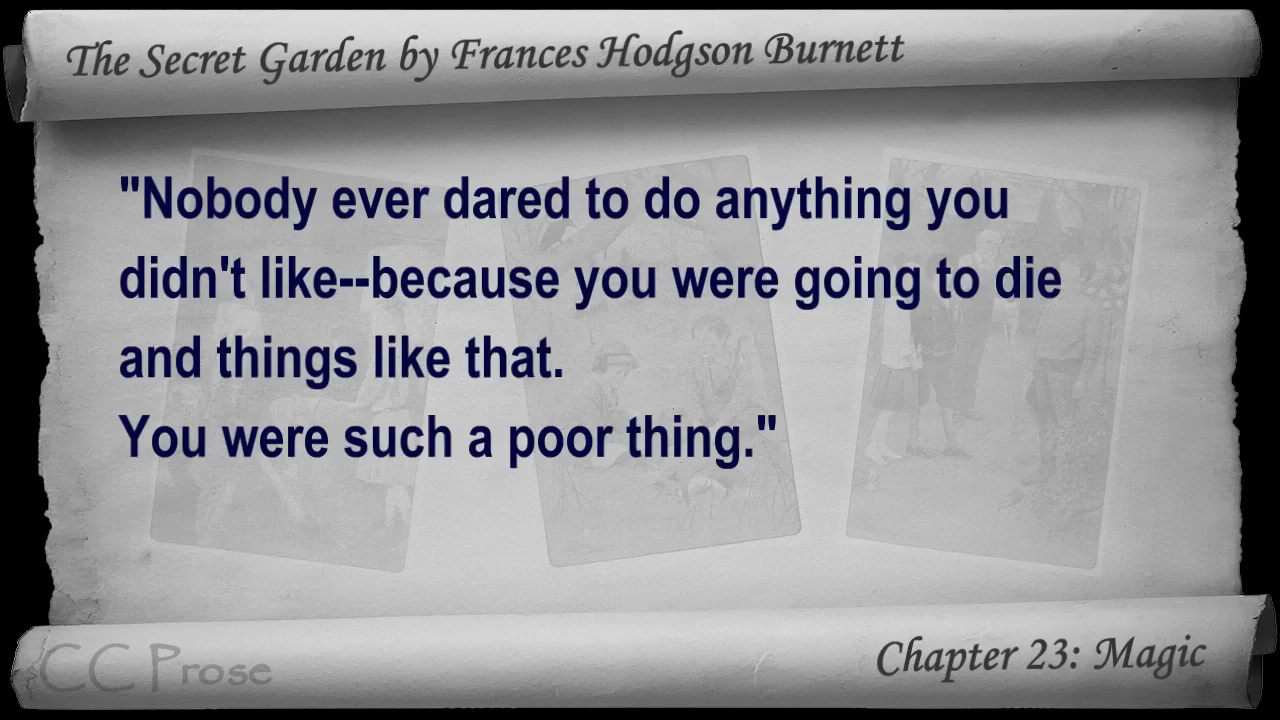 The Secret Garden by Frances Hodgson Burnett
"Nobody ever dared to do anything you
didn't like--because you were going to die
and things like that.
You were such a poor thing."
CC Prose
Chapter 23: Magic